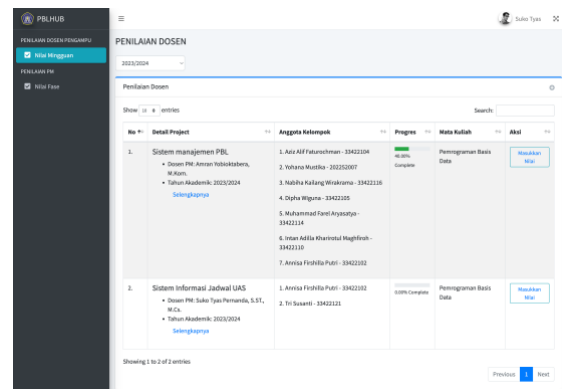 PBLHUB
Suko Tyas
PENILAIAN DOSEN PENGAMPU
Nilai Mingguan
PENILAIAN PM
Nilai Fase
PENILAIAN DOSEN
2023/2024
Penilaian Dosen
Show 10 entries
Search:
No Detail Project Anggota Kelompok Progres Mata Kuliah Aksi
1.
Sistem manajemen PBL
Dosen PM: Amran Yobioktabera,
M.Kom.
Tahun Akademik: 2023/2024
Selengkapnya
1. Aziz Alif Faturochman - 33422104
2. Yohana Mustika - 202252007
3. Nabiha Kailang Wirakrama - 33422116
4. Dipha Wiguna - 33422105
5. Muhammad Farel Aryasatya -
33422114
6. Intan Adilla Kharinstul Maghfiroh -
33422110
7. Annisa Firshilla Putri - 33422102
Complete
Pemrograman Basis
Data
Masukkan
Nilai
2.
Sistem Informasi Jadwal UAS
Dosen PM: Suko Tyas Pernanda, S.ST.,
M.Cs.
Tahun Akademik: 2023/2024
Selengkapnya
1. Annisa Firshilla Putri - 33422102
2. Tri Susanti - 33422121
0.00% Complete
Pemrograman Basis
Data
Masukkan
Nilai
Showing 1 to 2 of 2 entries
Previous 1 Next